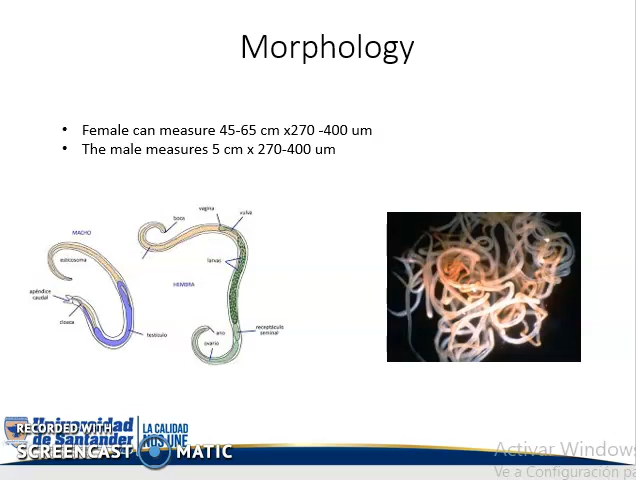 Morphology
• Female can measure 45-65 cm x270 -400 um
• The male measures 5 cm x 270-400 um
MACHO
esticosoma
apéndice
caudal
cloaca
testículo
boca
vagina
vulva
larvas
HEMBRA
ano
ovario
receptáculo
seminal
Universidad
de Santander
LA CALIDAD
NOS UNE
RECORDED WITH
SCREENCAST MATIC
Activar Windows
Ve a Configuración pa